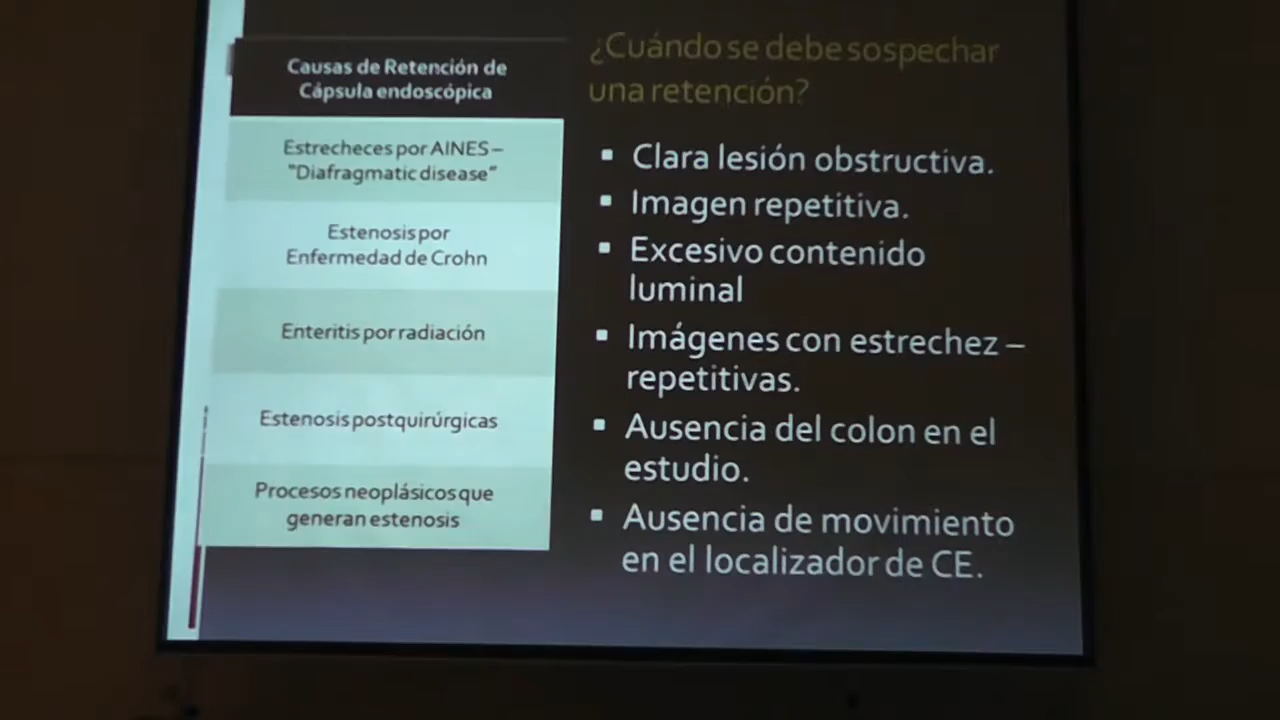 Causas de Retención de
Cápsula endoscópica
Estrecheces por AINES –
"Diafragmatic disease"
Estenosis por
Enfermedad de Crohn
Enteritis por radiación
Estenosis postquirúrgicas
Procesos neoplásicos que
generan estenosis
¿Cuándo se debe sospechar
una retención?
▪ Clara lesión obstructiva.
▪ Imagen repetitiva.
▪ Excesivo contenido
luminal
▪ Imágenes con estrechez –
repetitivas.
▪ Ausencia del colon en el
estudio.
▪ Ausencia de movimiento
en el localizador de CE.